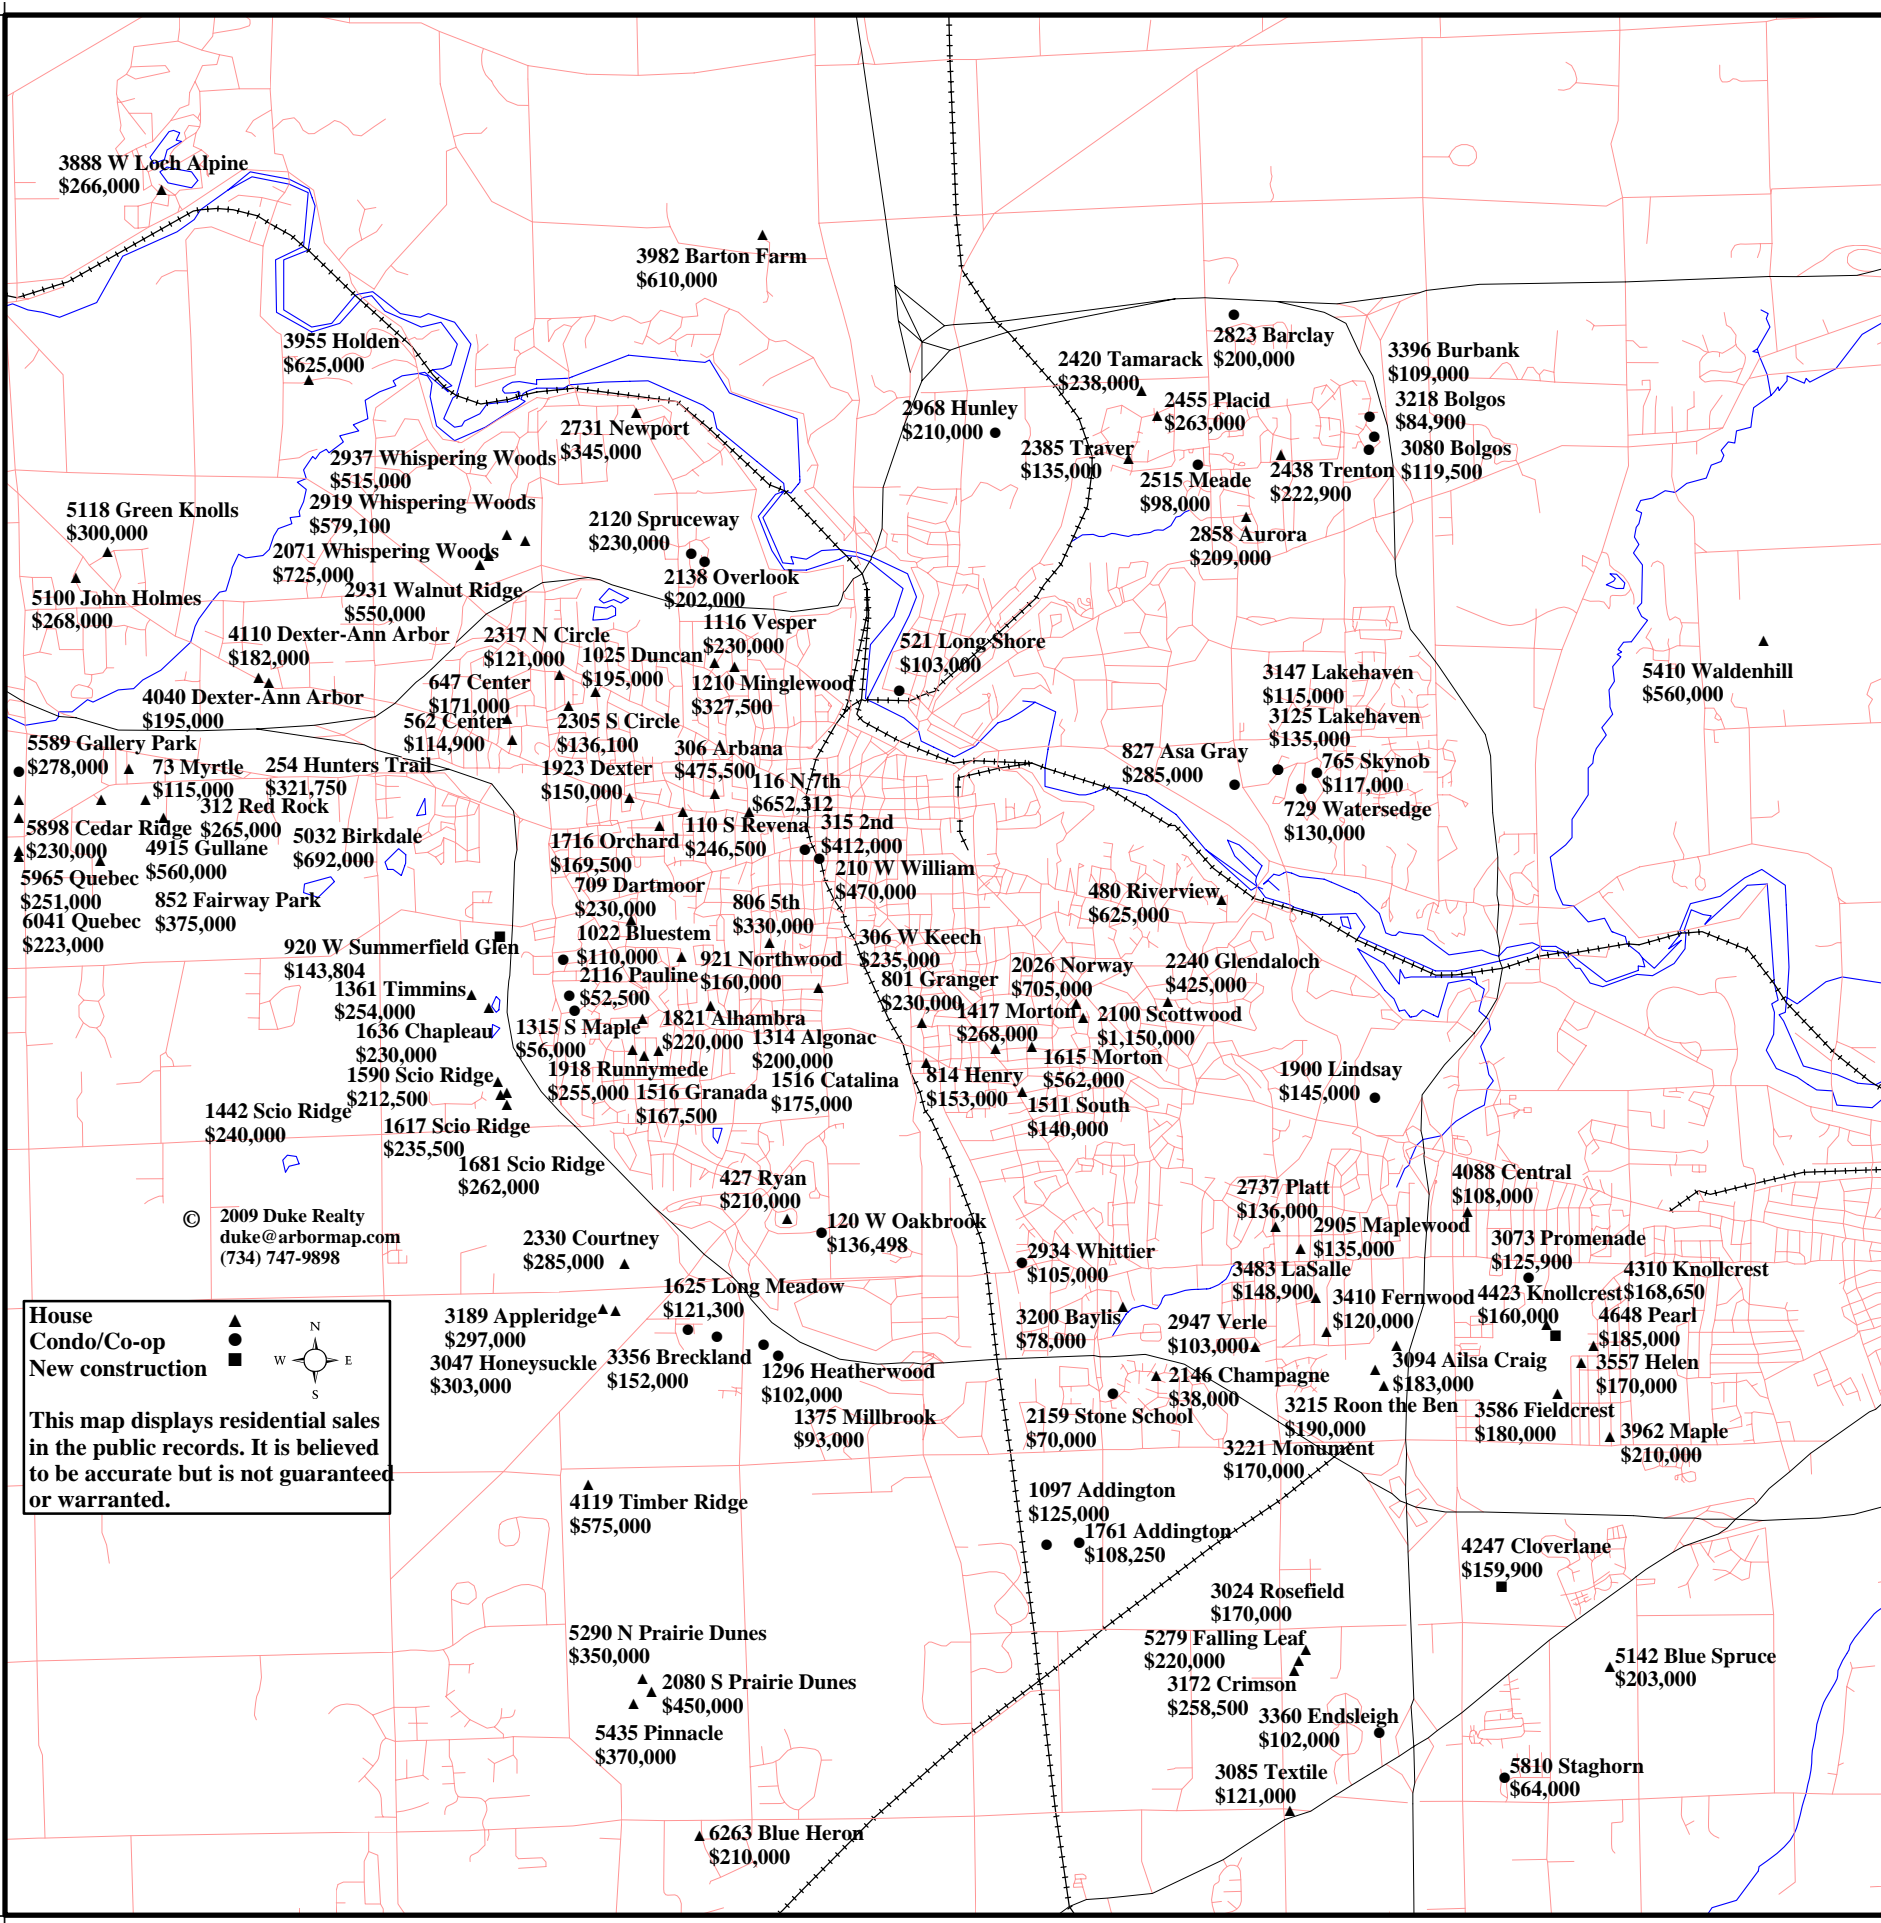 3888 W Loch Alpine
$266,000
3982 Barton Farm
$610,000
3955 Holden
$625,000
2823 Barclay
$200,000
2420 Tamarack
$238,000
3396 Burbank
$109,000
2968 Hunley
$210,000
2455 Placid
$263,000
3218 Bolgos
$84,900
2731 Newport
$345,000
2385 Traver
$135,000
3080 Bolgos
$119,500
2937 Whispering Woods
$515,000
2515 Meade
$98,000
2438 Trenton
$222,900
2919 Whispering Woods
$579,100
5118 Green Knolls
$300,000
2120 Spruceway
$230,000
2858 Aurora
$209,000
2071 Whispering Woods
$725,000
2138 Overlook
$202,000
2931 Walnut Ridge
$550,000
5100 John Holmes
$268,000
4110 Dexter-Ann Arbor
$182,000
2317 N Circle
$121,000
1116 Vesper
$230,000
521 Long Shore
$103,000
1025 Duncan
$195,000
3147 Lakehaven
$115,000
5410 Waldenhill
$560,000
4040 Dexter-Ann Arbor
$195,000
647 Center
$171,000
1210 Minglewood
$327,500
562 Center
$114,900
2305 S Circle
$136,100
3125 Lakehaven
$135,000
5589 Gallery Park
$278,000
306 Arbana
$475,500
827 Asa Gray
$285,000
73 Myrtle
$115,000
254 Hunters Trail
$321,750
1923 Dexter
$150,000
116 N 7th
$652,312
765 Skynob
$117,000
312 Red Rock
$265,000
729 Watersedge
$130,000
5898 Cedar Ridge
$230,000
5032 Birkdale
$692,000
110 S Revena
$246,500
315 2nd
$412,000
4915 Gullane
$560,000
1716 Orchard
$169,500
210 W William
$470,000
5965 Quebec
$251,000
709 Dartmoor
$230,000
480 Riverview
$625,000
852 Fairway Park
$375,000
806 5th
$330,000
6041 Quebec
$223,000
1022 Bluestem
$110,000
306 W Keech
$235,000
920 W Summerfield Glen
$143,804
921 Northwood
$160,000
2026 Norway
$705,000
2240 Glendaloch
$425,000
2116 Pauline
$52,500
801 Granger
$230,000
1361 Timmins
$254,000
1417 Morton
$268,000
2100 Scottwood
$1,150,000
1821 Alhambra
$220,000
1636 Chapleau
$230,000
1315 S Maple
$56,000
1314 Algonac
$200,000
1615 Morton
$562,000
1590 Scio Ridge
$212,500
1918 Runnymede
$255,000
814 Henry
$153,000
1900 Lindsay
$145,000
1516 Catalina
$175,000
1516 Granada
$167,500
1442 Scio Ridge
$240,000
1511 South
$140,000
1617 Scio Ridge
$235,500
1681 Scio Ridge
$262,000
427 Ryan
$210,000
4088 Central
$108,000
2737 Platt
$136,000
© 2009 Duke Realty
duke@arbormap.com
(734) 747-9898
120 W Oakbrook
$136,498
2905 Maplewood
$135,000
2330 Courtney
$285,000
3073 Promenade
$125,900
2934 Whittier
$105,000
3483 LaSalle
$148,900
4310 Knollcrest
$168,650
1625 Long Meadow
$121,300
3410 Fernwood
$120,000
4423 Knollcrest
$160,000
3189 Appleridge
$297,000
3200 Baylis
$78,000
2947 Verle
$103,000
4648 Pearl
$185,000
House
Condo/Co-op
New construction
N
W E
S
This map displays residential sales
in the public records. It is believed
to be accurate but is not guaranteed
or warranted.
3047 Honeysuckle
$303,000
3356 Breckland
$152,000
3094 Ailsa Craig
$183,000
3557 Helen
$170,000
1296 Heatherwood
$102,000
2146 Champagne
$38,000
3215 Roon the Ben
$190,000
1375 Millbrook
$93,000
2159 Stone School
$70,000
3586 Fieldcrest
$180,000
3962 Maple
$210,000
3221 Monument
$170,000
4119 Timber Ridge
$575,000
1097 Addington
$125,000
1761 Addington
$108,250
4247 Cloverlane
$159,900
3024 Rosefield
$170,000
5290 N Prairie Dunes
$350,000
5279 Falling Leaf
$220,000
5142 Blue Spruce
$203,000
2080 S Prairie Dunes
$450,000
3172 Crimson
$258,500
5435 Pinnacle
$370,000
3360 Endsleigh
$102,000
3085 Textile
$121,000
5810 Staghorn
$64,000
6263 Blue Heron
$210,000